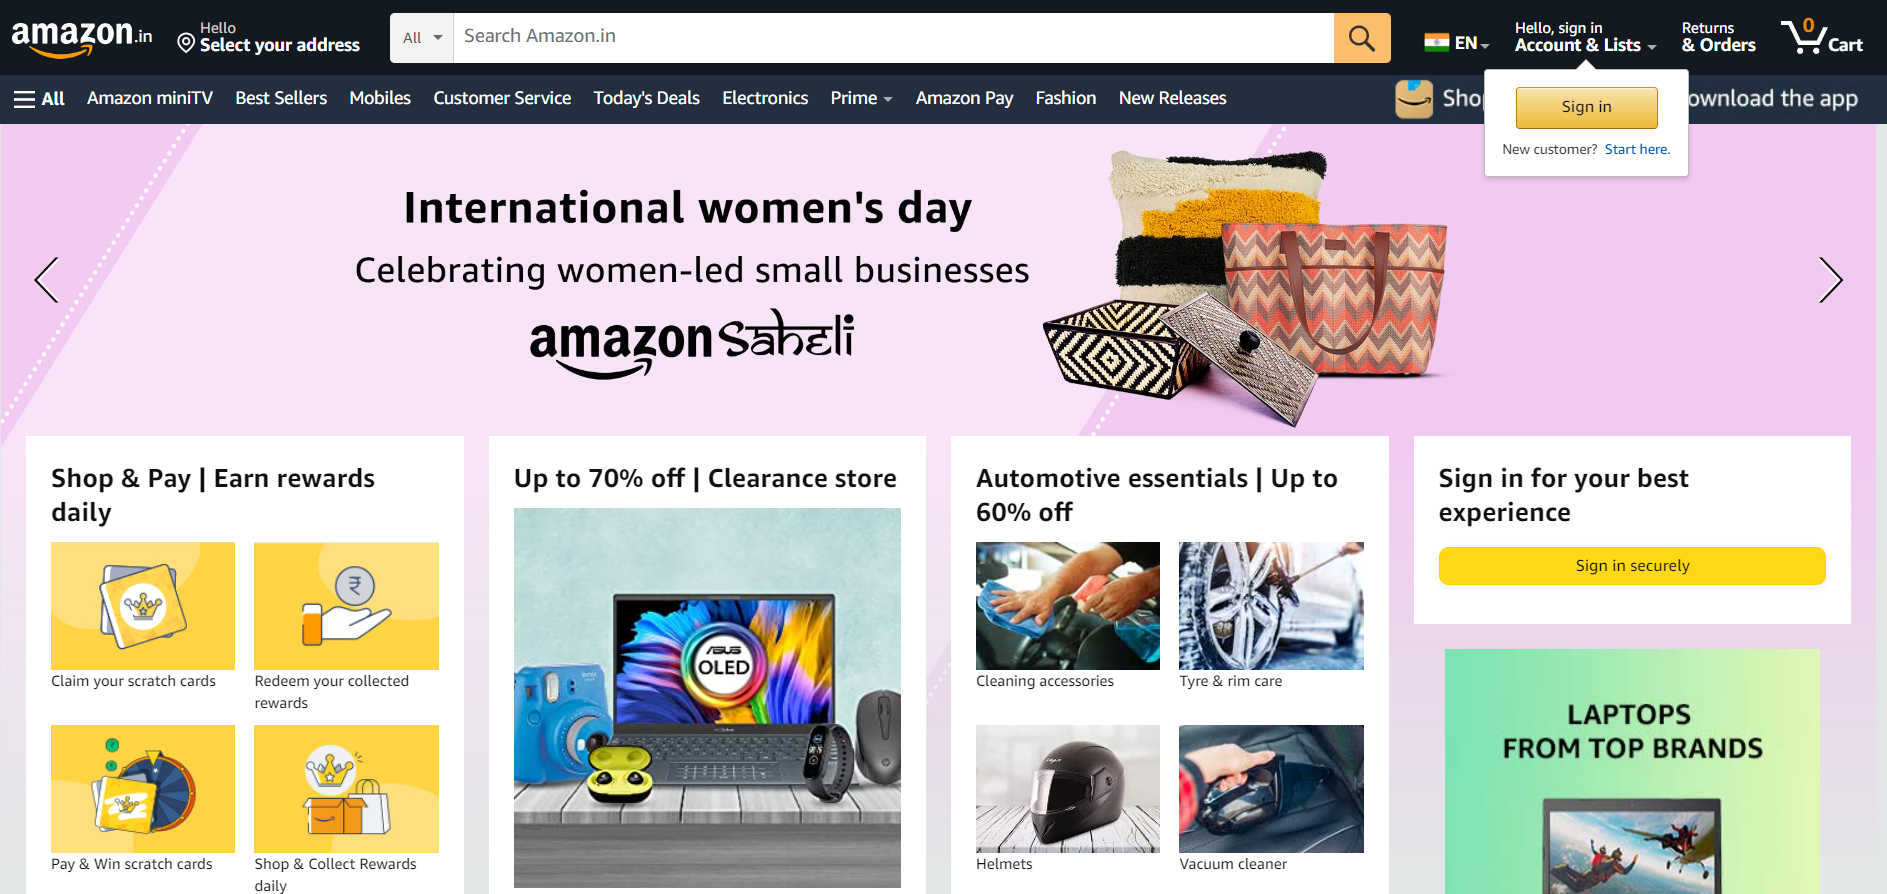 amazon.in
Hello
Select your address
All
Search Amazon.in
EN
Hello, sign in
Account & Lists
Returns
& Orders
0
Cart
All
Amazon miniTV
Best Sellers
Mobiles
Customer Service
Today's Deals
Electronics
Prime
Amazon Pay
Fashion
New Releases
ownload the app
Sign in
New customer? Start here.
International women's day
Celebrating women-led small businesses
amazon Saheli
Shop & Pay | Earn rewards
daily
Claim your scratch cards
₹
Redeem your collected
rewards
Pay & Win scratch cards
Shop & Collect Rewards
daily
Up to 70% off | Clearance store
ASUS
OLED
Automotive essentials | Up to
60% off
Cleaning accessories
Tyre & rim care
Helmets
Vacuum cleaner
Sign in for your best
experience
Sign in securely
LAPTOPS
FROM TOP BRANDS